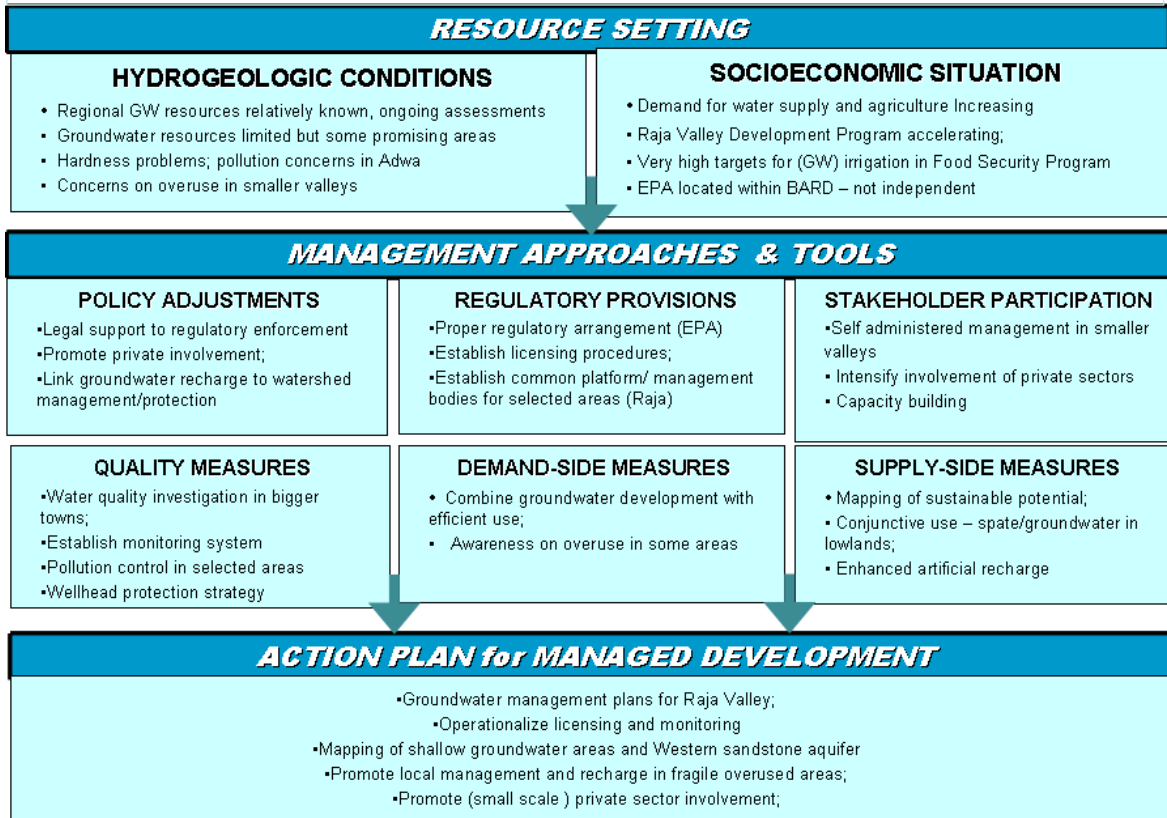 RESOURCE SETTING
HYDROGEOLOGIC CONDITIONS
▪ Regional GW resources relatively known, ongoing assessments
▪ Groundwater resources limited but some promising areas
▪ Hardness problems; pollution concerns in Adwa
▪ Concerns on overuse in smaller valleys
SOCIOECONOMIC SITUATION
▪ Demand for water supply and agriculture Increasing
▪ Raja Valley Development Program accelerating;
▪ Very high targets for (GW) irrigation in Food Security Program
▪ EPA located within BARD – not independent
MANAGEMENT APPROACHES & TOOLS
POLICY ADJUSTMENTS
▪Legal support to regulatory enforcement
▪Promote private involvement;
▪Link groundwater recharge to watershed
management/protection
REGULATORY PROVISIONS
▪Proper regulatory arrangement (EPA)
▪Establish licensing procedures;
▪Establish common platform/ management
bodies for selected areas (Raja)
STAKEHOLDER PARTICIPATION
▪Self administered management in smaller
valleys
▪ Intensify involvement of private sectors
▪ Capacity building
QUALITY MEASURES
▪Water quality investigation in bigger
towns;
▪Establish monitoring system
▪Pollution control in selected areas
▪Wellhead protection strategy
DEMAND-SIDE MEASURES
▪ Combine groundwater development with
efficient use;
▪ Awareness on overuse in some areas
SUPPLY-SIDE MEASURES
▪ Mapping of sustainable potential;
▪ Conjunctive use – spate/groundwater in
lowlands;
▪ Enhanced artificial recharge
ACTION PLAN for MANAGED DEVELOPMENT
▪Groundwater management plans for Raja Valley;
▪Operationalize licensing and monitoring
▪Mapping of shallow groundwater areas and Western sandstone aquifer
▪Promote local management and recharge in fragile overused areas;
▪Promote (small scale ) private sector involvement;